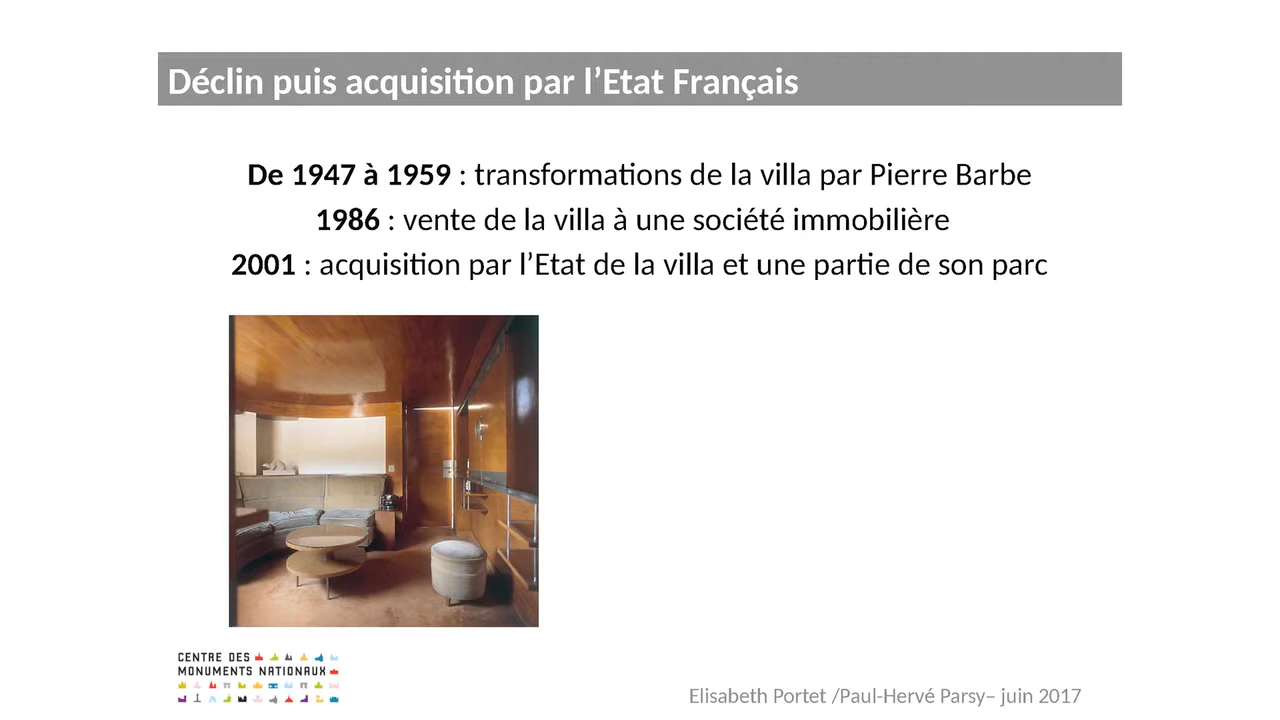 Déclin puis acquisition par l’Etat Français
De 1947 à 1959 : transformations de la villa par Pierre Barbe
1986 : vente de la villa à une société immobilière
2001 : acquisition par l’Etat de la villa et une partie de son parc
CENTRE DES
MONUMENTS NATIONAUX
Elisabeth Portet /Paul-Hervé Parsy– juin 2017